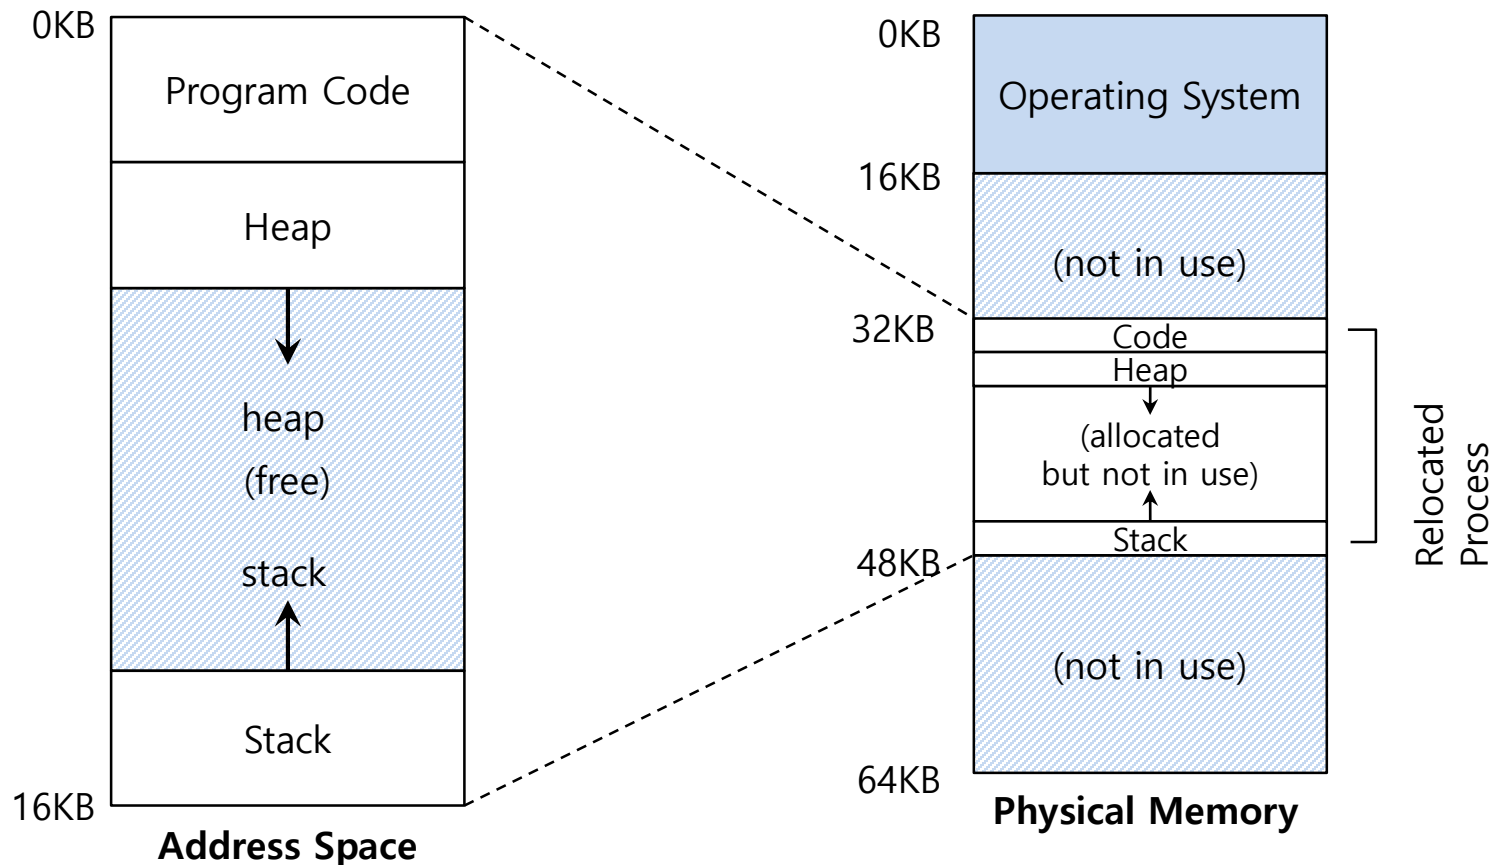 0KB
Program Code
Heap
heap
(free)
stack
Stack
16KB
Address Space
0KB
Operating System
16KB
(not in use)
32KB
Code
Heap
(allocated
but not in use)
Stack
48KB
(not in use)
64KB
Physical Memory
Relocated
Process